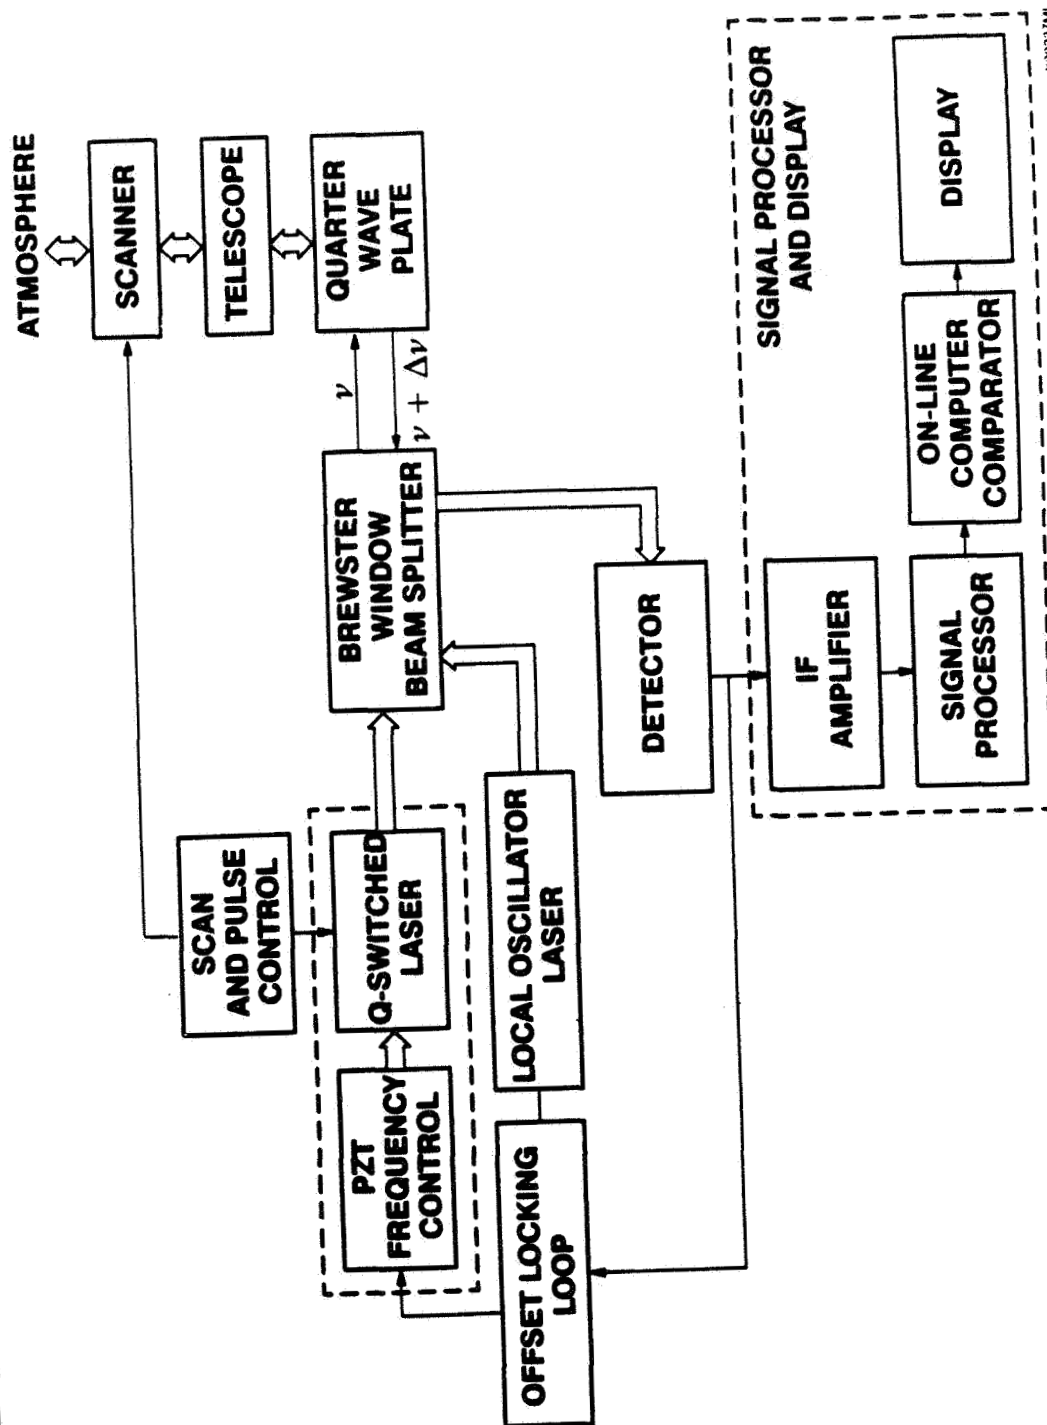 ATMOSPHERE
SCANNER
TELESCOPE
QUARTER
WAVE
PLATE
ν
ν + Δν
SCAN
AND PULSE
CONTROL
PZT
FREQUENCY
CONTROL
Q-SWITCHED
LASER
BREWSTER
WINDOW
BEAM SPLITTER
OFFSET LOCKING
LOOP
LOCAL OSCILLATOR
LASER
DETECTOR
SIGNAL PROCESSOR
AND DISPLAY
IF
AMPLIFIER
SIGNAL
PROCESSOR
ON-LINE
COMPUTER
COMPARATOR
DISPLAY